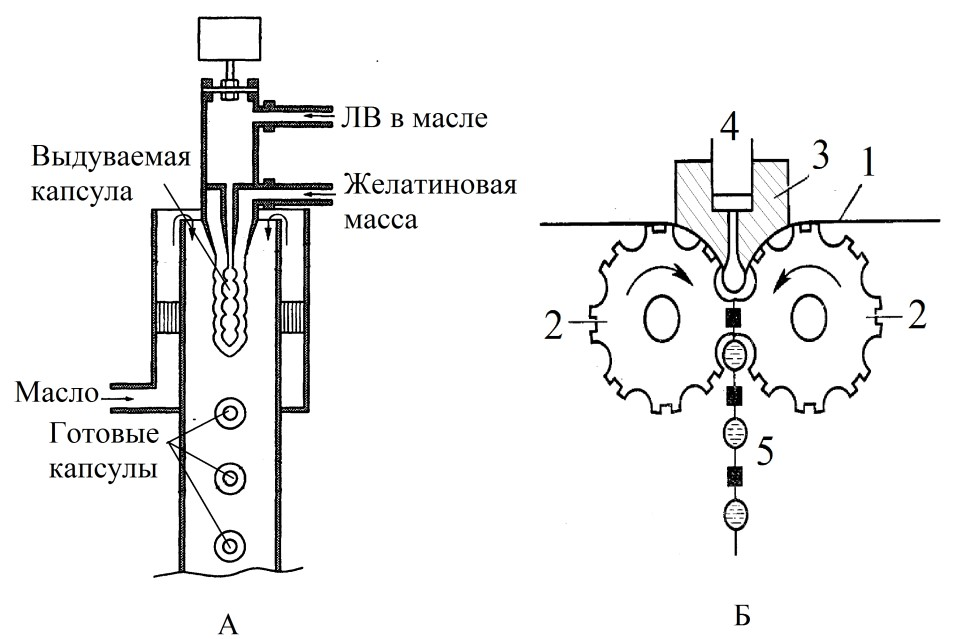 ЛВ в масле
Выдуваемая
капсула
Желатиновая
масса
Масло
Готовые
капсулы
А
4
3
1
2
2
5
Б